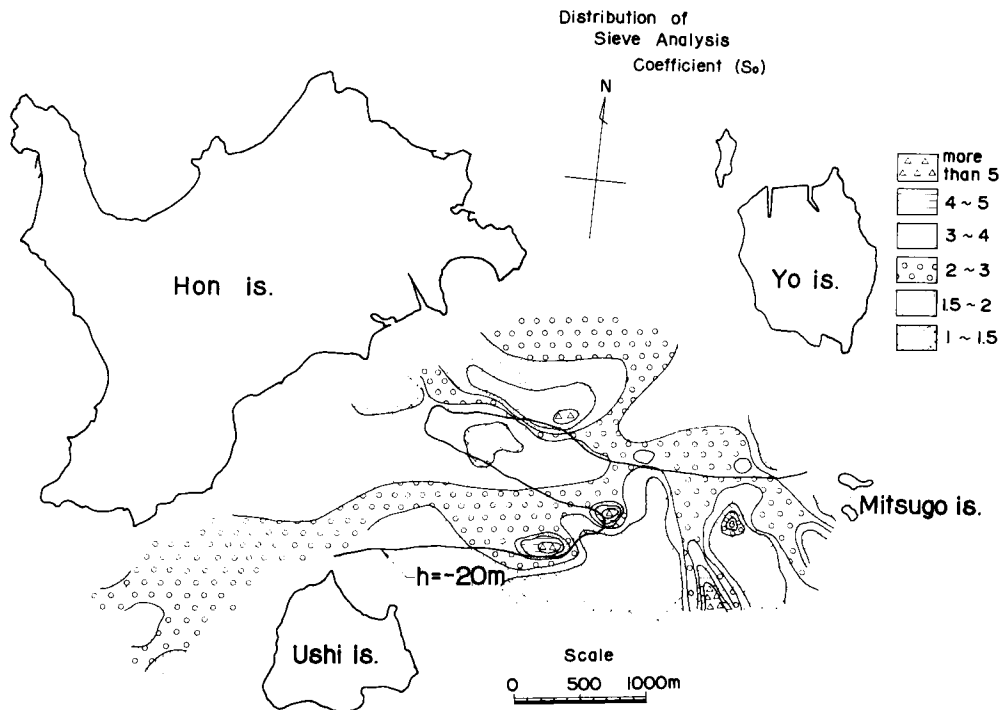 Distribution of
Sieve Analysis
Coefficient (So)
N
more
than 5
4 ~ 5
3 ~ 4
2 ~ 3
1.5 ~ 2
1 ~ 1.5
Hon is.
Yo is.
Mitsugo is.
h=-20m
Ushi is.
Scale
0 500 1000m